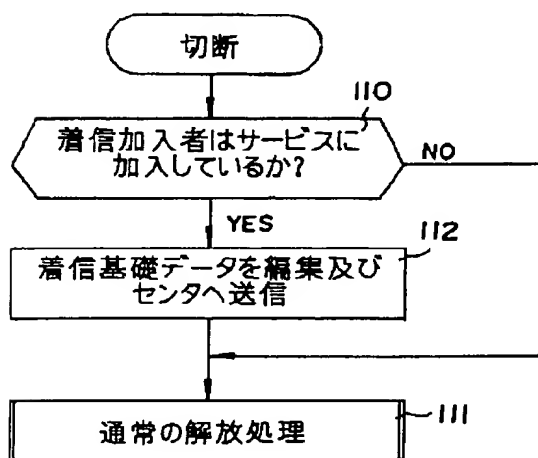 切断
110
着信加入者はサービスに
加入しているか?
NO
YES
112
着信基礎データを編集及び
センタへ送信
通常の解放処理
111